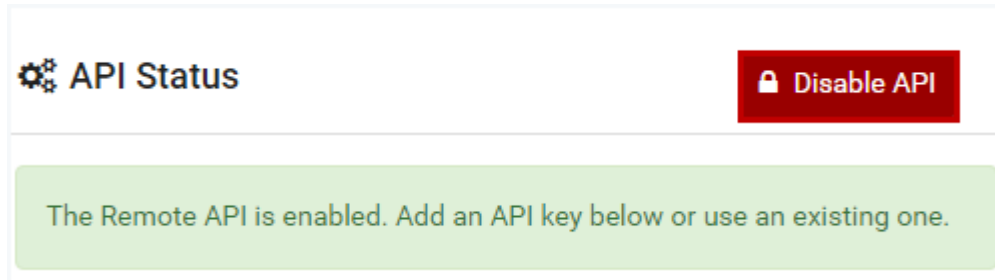 API Status
Disable API
The Remote API is enabled. Add an API key below or use an existing one.